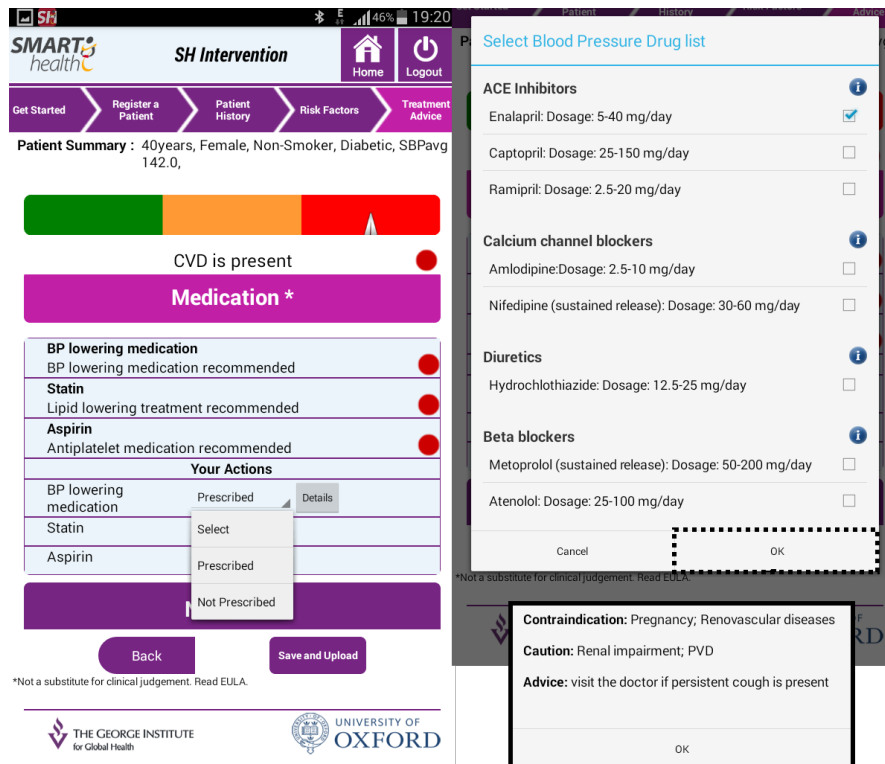 SH
E
46%
19:20
SMART
health
SH Intervention
Home
Logout
Get Started
Register a
Patient
Patient
History
Risk Factors
Treatment
Advice
Patient Summary : 40years, Female, Non-Smoker, Diabetic, SBPavg
142.0,
CVD is present
Medication *
BP lowering medication
BP lowering medication recommended
Statin
Lipid lowering treatment recommended
Aspirin
Antiplatelet medication recommended
Your Actions
BP lowering
medication
Prescribed
Details
Statin
Aspirin
Select
Prescribed
Not Prescribed
Back
Save and Upload
*Not a substitute for clinical judgement. Read EULA.
THE GEORGE INSTITUTE
for Global Health
UNIVERSITY OF
OXFORD
Patient
History
Advice
Select Blood Pressure Drug list
ACE Inhibitors
Enalapril: Dosage: 5-40 mg/day
Captopril: Dosage: 25-150 mg/day
Ramipril: Dosage: 2.5-20 mg/day
Calcium channel blockers
Amlodipine:Dosage: 2.5-10 mg/day
Nifedipine (sustained release): Dosage: 30-60 mg/day
Diuretics
Hydrochlothiazide: Dosage: 12.5-25 mg/day
Beta blockers
Metoprolol (sustained release): Dosage: 50-200 mg/day
Atenolol: Dosage: 25-100 mg/day
Cancel
OK
*Not a substitute for clinical judgement. Read EULA.
Contraindication: Pregnancy; Renovascular diseases
Caution: Renal impairment; PVD
Advice: visit the doctor if persistent cough is present
OK